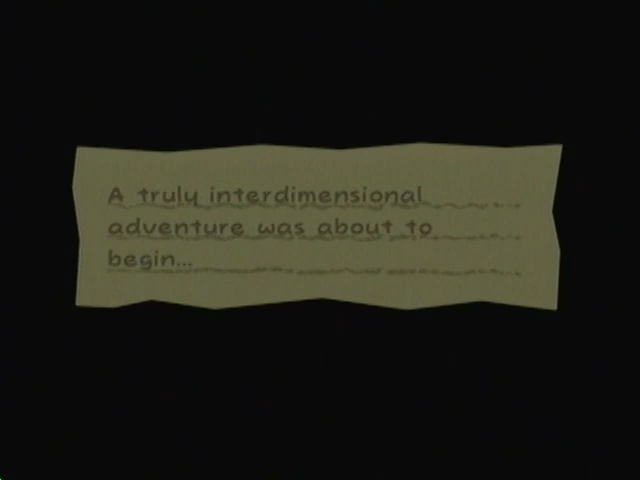 A truly interdimensional
adventure was about to
begin...